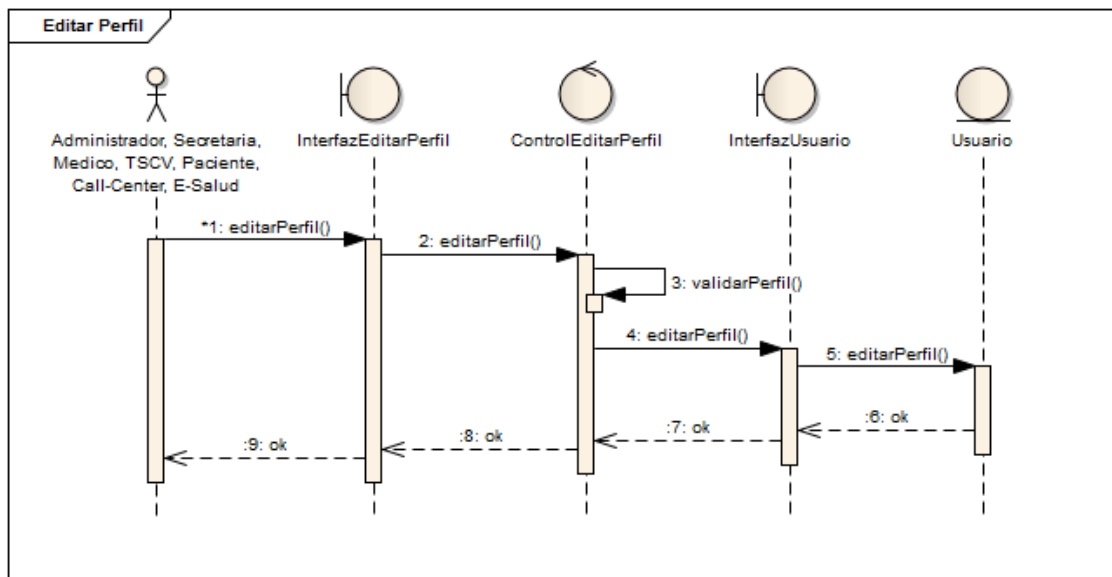 Editar Perfil
Administrador, Secretaria,
Medico, TSCV, Paciente,
Call-Center, E-Salud
InterfazEditarPerfil
ControlEditarPerfil
InterfazUsuario
Usuario
*1: editarPerfil()
2: editarPerfil()
3: validarPerfil()
4: editarPerfil()
5: editarPerfil()
:6: ok
:7: ok
:8: ok
:9: ok